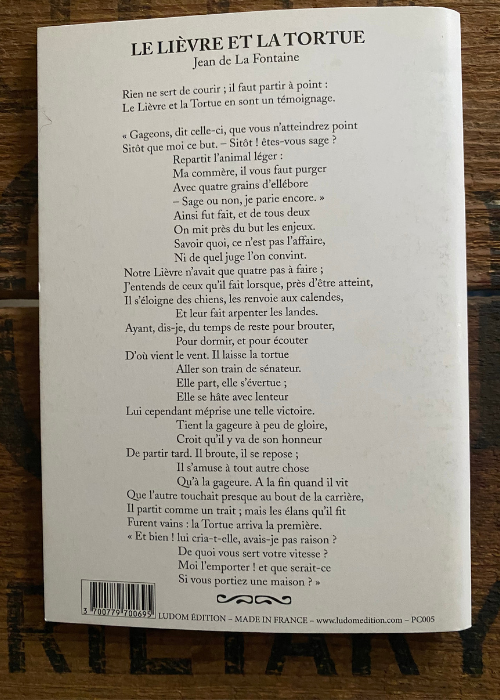 LE LIÈVRE ET LA TORTUE
Jean de La Fontaine
Rien ne sert de courir ; il faut partir à point :
Le Lièvre et la Tortue en sont un témoignage.
« Gageons, dit celle-ci, que vous n'atteindrez point
Sitôt que moi ce but. – Sitôt ! êtes-vous sage ?
Repartit l'animal léger :
Ma commère, il vous faut purger
Avec quatre grains d'ellébore
– Sage ou non, je parie encore. »
Ainsi fut fait, et de tous deux
On mit près du but les enjeux.
Savoir quoi, ce n'est pas l'affaire,
Ni de quel juge l'on convint.
Notre Lièvre n'avait que quatre pas à faire ;
J'entends de ceux qu'il fait lorsque, près d'être atteint,
Il s'éloigne des chiens, les renvoie aux calendes,
Et leur fait arpenter les landes.
Ayant, dis-je, du temps de reste pour brouter,
Pour dormir, et pour écouter
D'où vient le vent. Il laisse la tortue
Aller son train de sénateur.
Elle part, elle s'évertue ;
Elle se hâte avec lenteur
Lui cependant méprise une telle victoire.
Tient la gageure à peu de gloire,
Croit qu'il y va de son honneur
De partir tard. Il broute, il se repose ;
Il s'amuse à tout autre chose
Qu'à la gageure. A la fin quand il vit
Que l'autre touchait presque au bout de la carrière,
Il partit comme un trait ; mais les élans qu'il fit
Furent vains : la Tortue arriva la première.
« Et bien ! lui cria-t-elle, avais-je pas raison ?
De quoi vous sert votre vitesse ?
Moi l'emporter ! et que serait-ce
Si vous portiez une maison ? »
3 700779 700695
LUDOM ÉDITION – MADE IN FRANCE – www.ludomedition.com – PC005